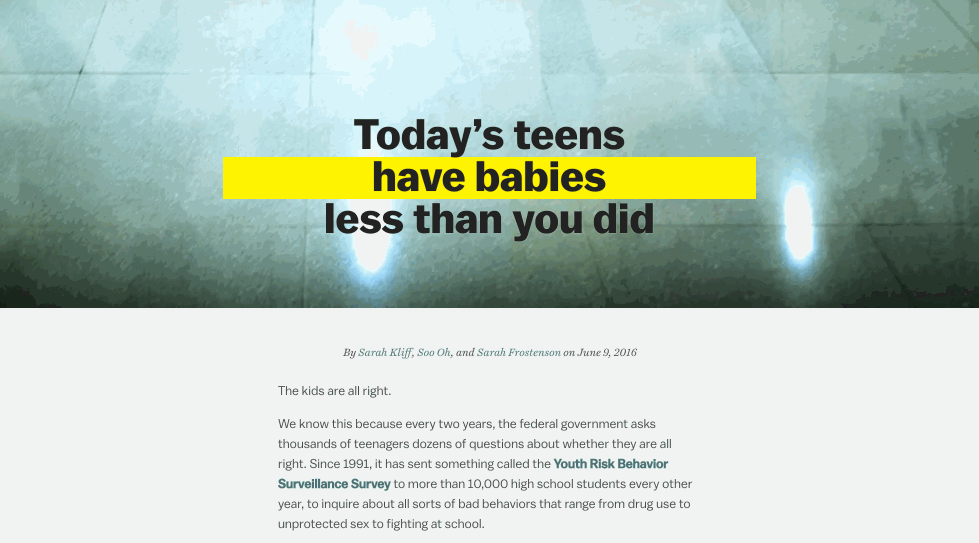 Today’s teens
have babies
less than you did
By Sarah Kliff, Soo Oh, and Sarah Frostenson on June 9, 2016
The kids are all right.
We know this because every two years, the federal government asks
thousands of teenagers dozens of questions about whether they are all
right. Since 1991, it has sent something called the Youth Risk Behavior
Surveillance Survey to more than 10,000 high school students every other
year, to inquire about all sorts of bad behaviors that range from drug use to
unprotected sex to fighting at school.